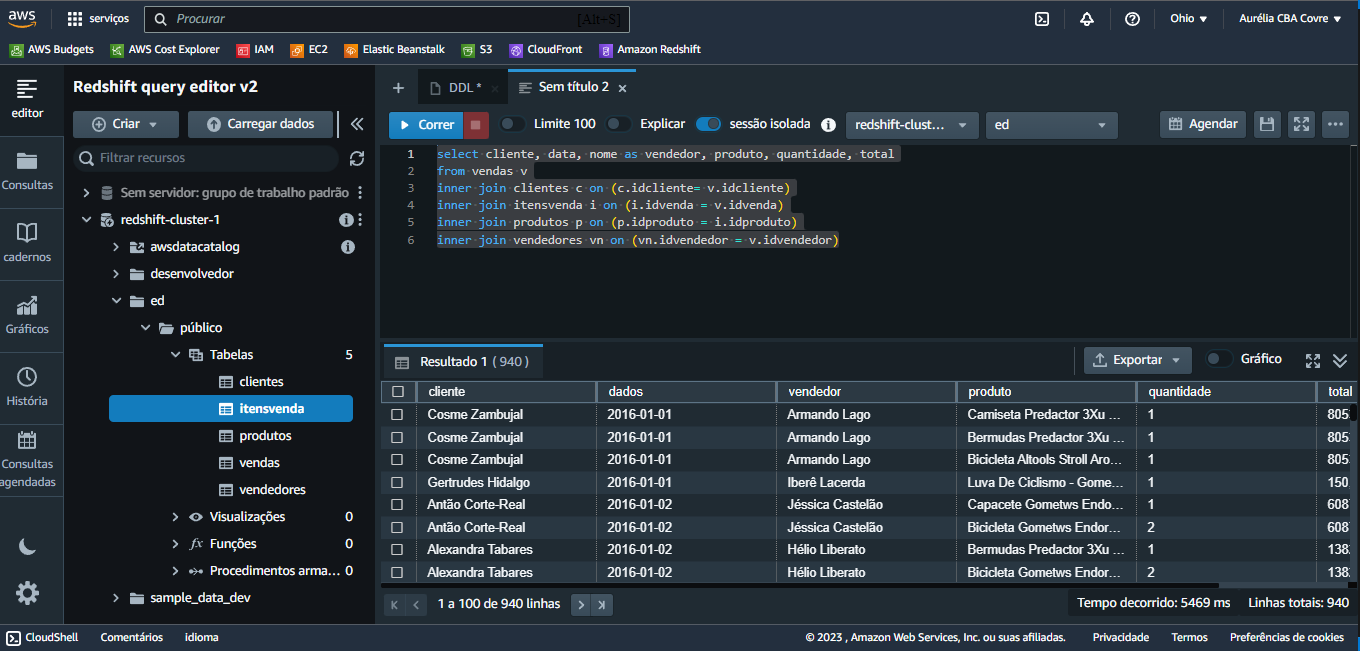 aws serviços Procurar [Alt+S] Ohio Aurélia CBA Covre
AWS Budgets AWS Cost Explorer IAM EC2 Elastic Beanstalk S3 CloudFront Amazon Redshift
editor
Consultas
cadernos
Gráficos
História
Consultas
agendadas
Redshift query editor v2
Criar Carregar dados
Filtrar recursos
Sem servidor: grupo de trabalho padrão
redshift-cluster-1
awsdatacatalog
desenvolvedor
ed
público
Tabelas 5
clientes
itensvenda
produtos
vendas
vendedores
Visualizações 0
fx Funções 0
Procedimentos arma... 0
sample_data_dev
+ DDL * × Sem título 2 ×
Correr Limite 100 Explicar sessão isolada redshift-clust... ed Agendar
1 select cliente, data, nome as vendedor, produto, quantidade, total
2 from vendas v
3 inner join clientes c on (c.idcliente= v.idcliente)
4 inner join itensvenda i on (i.idvenda = v.idvenda)
5 inner join produtos p on (p.idproduto = i.idproduto)
6 inner join vendedores vn on (vn.idvendedor = v.idvendedor)
Resultado 1 ( 940 ) Exportar Gráfico
cliente dados vendedor produto quantidade total
Cosme Zambujal 2016-01-01 Armando Lago Camiseta Predactor 3Xu ... 1
Cosme Zambujal 2016-01-01 Armando Lago Bermudas Predactor 3Xu ... 1
Cosme Zambujal 2016-01-01 Armando Lago Bicicleta Altools Stroll Aro... 1
Gertrudes Hidalgo 2016-01-01 Iberê Lacerda Luva De Ciclismo - Gome... 1
Antão Corte-Real 2016-01-02 Jéssica Castelão Capacete Gometws Endo... 1
Antão Corte-Real 2016-01-02 Jéssica Castelão Bicicleta Gometws Endor... 2
Alexandra Tabares 2016-01-02 Hélio Liberato Bermudas Predactor 3Xu ... 1
Alexandra Tabares 2016-01-02 Hélio Liberato Bicicleta Gometws Endor... 2
1 a 100 de 940 linhas Tempo decorrido: 5469 ms Linhas totais: 940
CloudShell Comentários idioma © 2023 , Amazon Web Services, Inc. ou suas afiliadas. Privacidade Termos Preferências de cookies